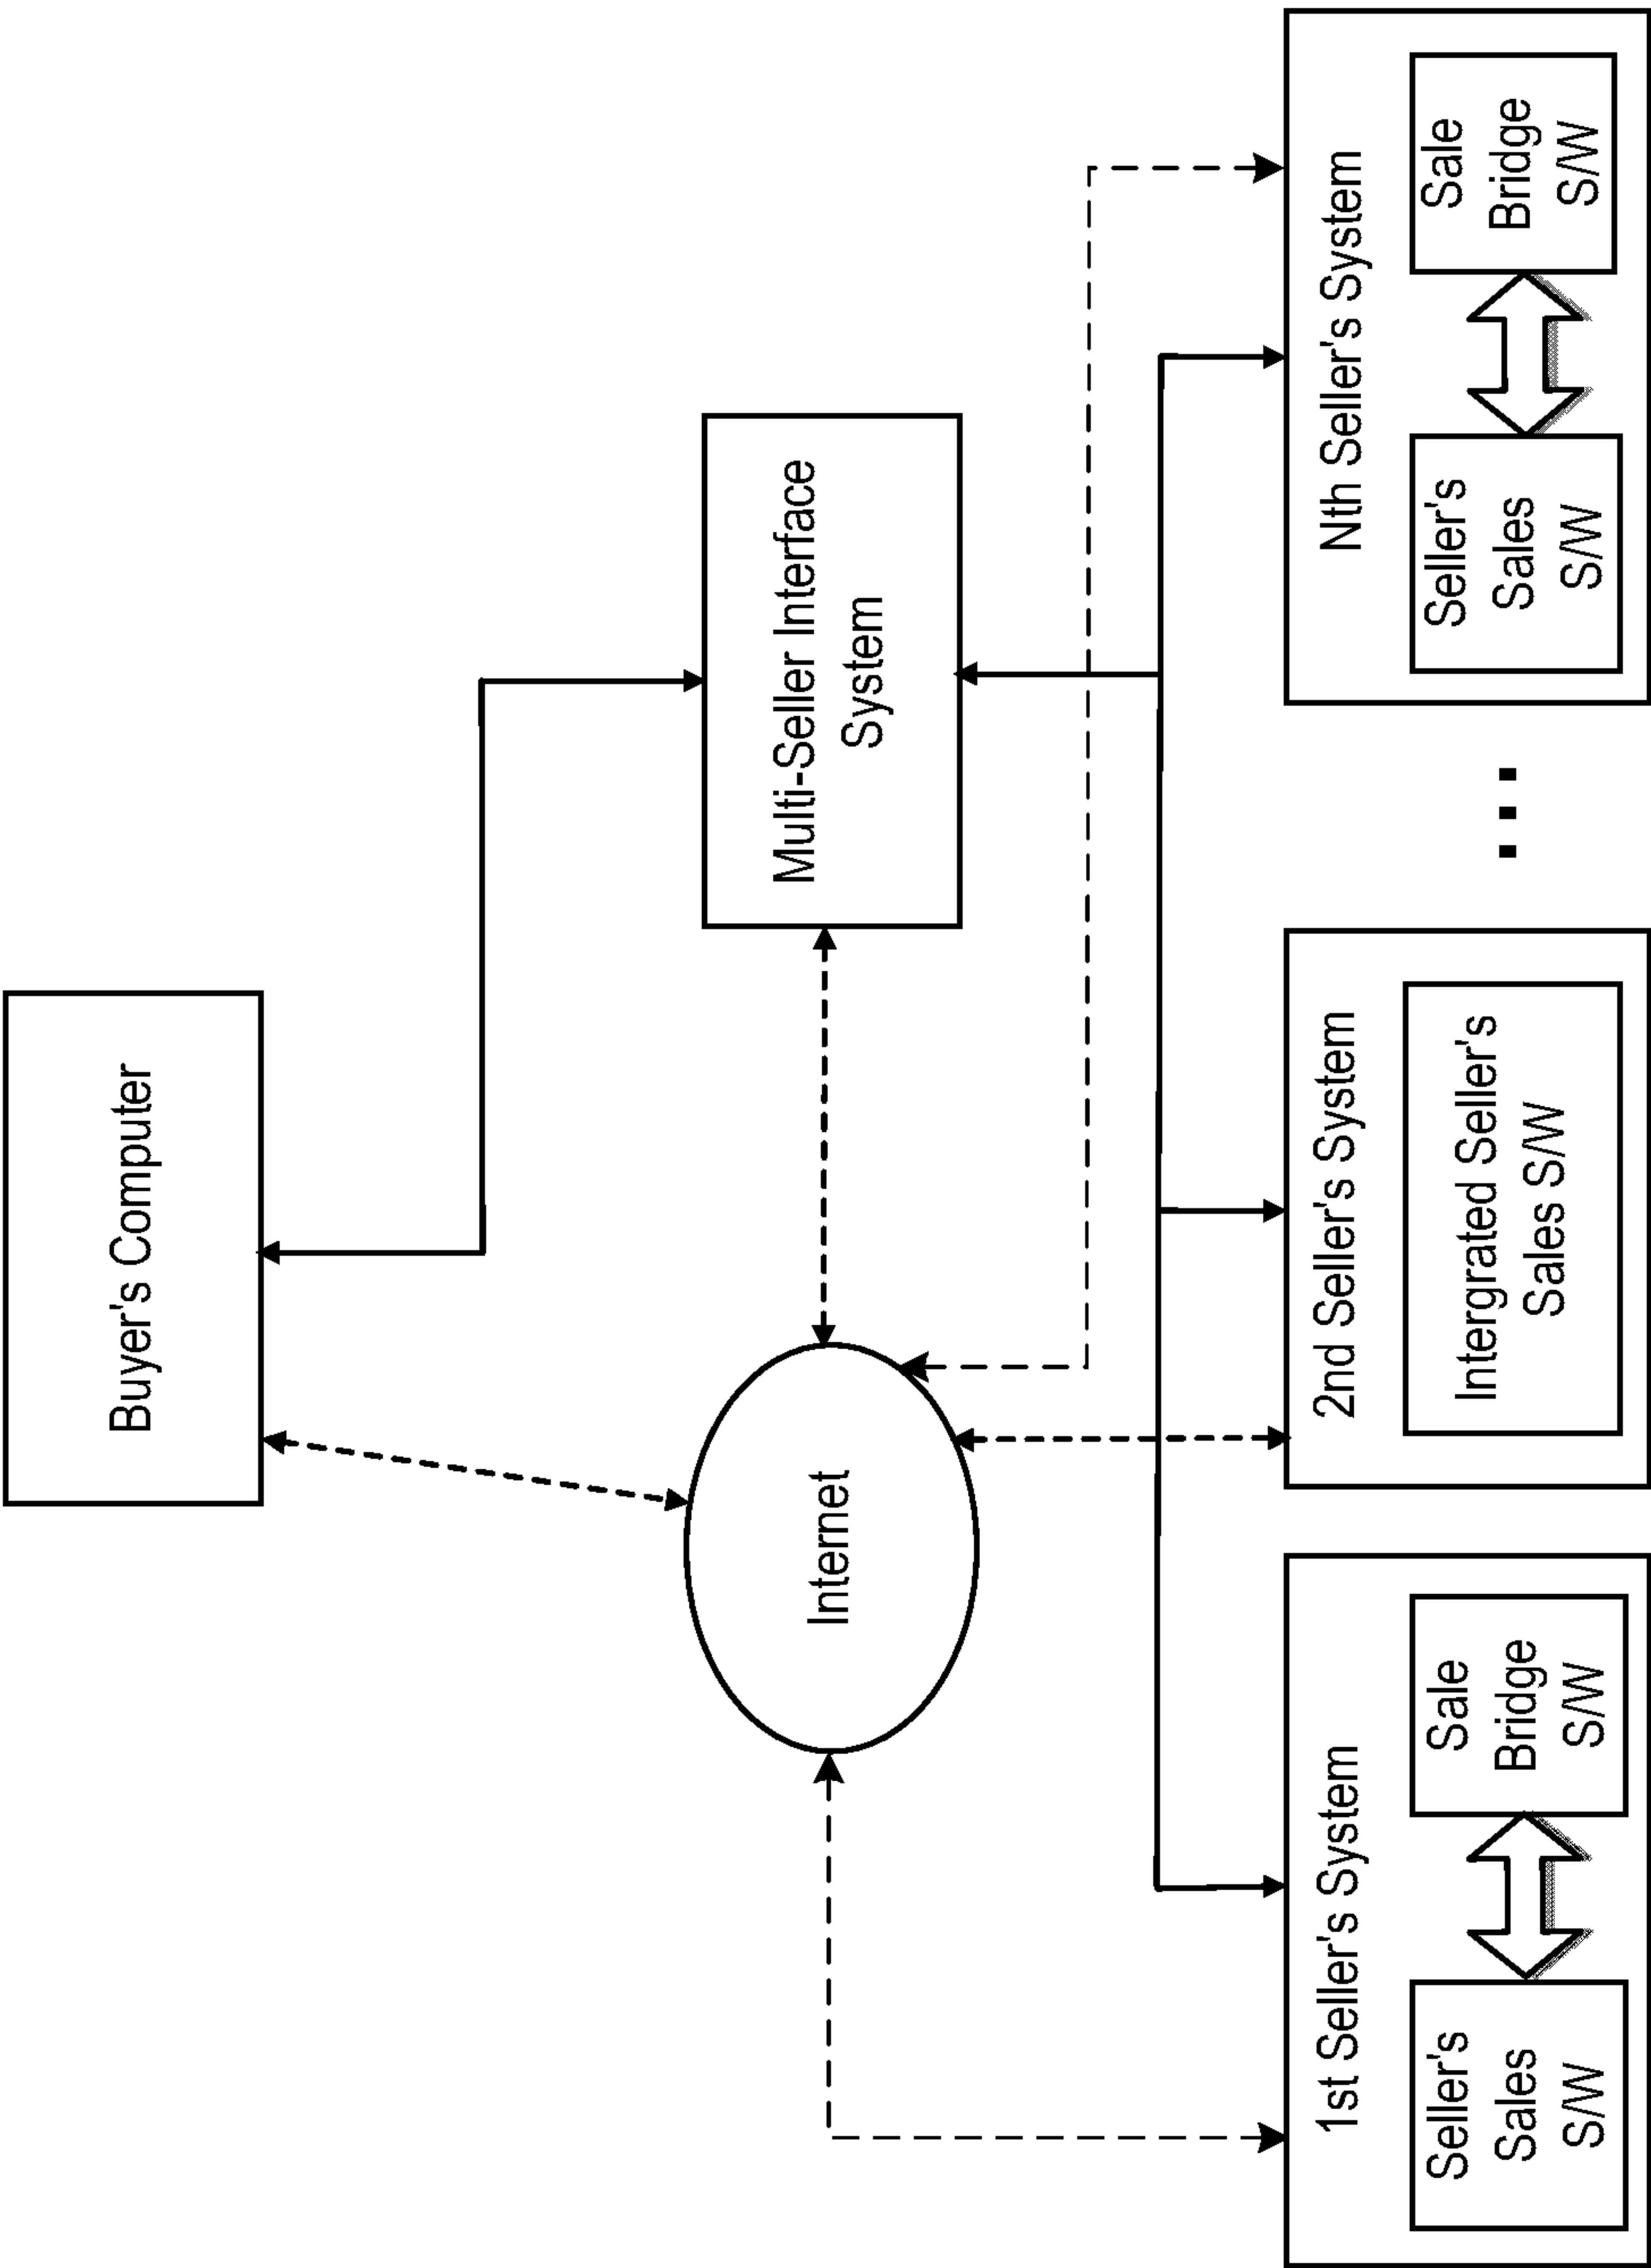 Buyer's Computer
Internet
Multi-Seller Interface
System
1st Seller's System
Seller's
Sales
S/W
Sale
Bridge
S/W
2nd Seller's System
Intergrated Seller's
Sales S/W
...
Nth Seller's System
Seller's
Sales
S/W
Sale
Bridge
S/W